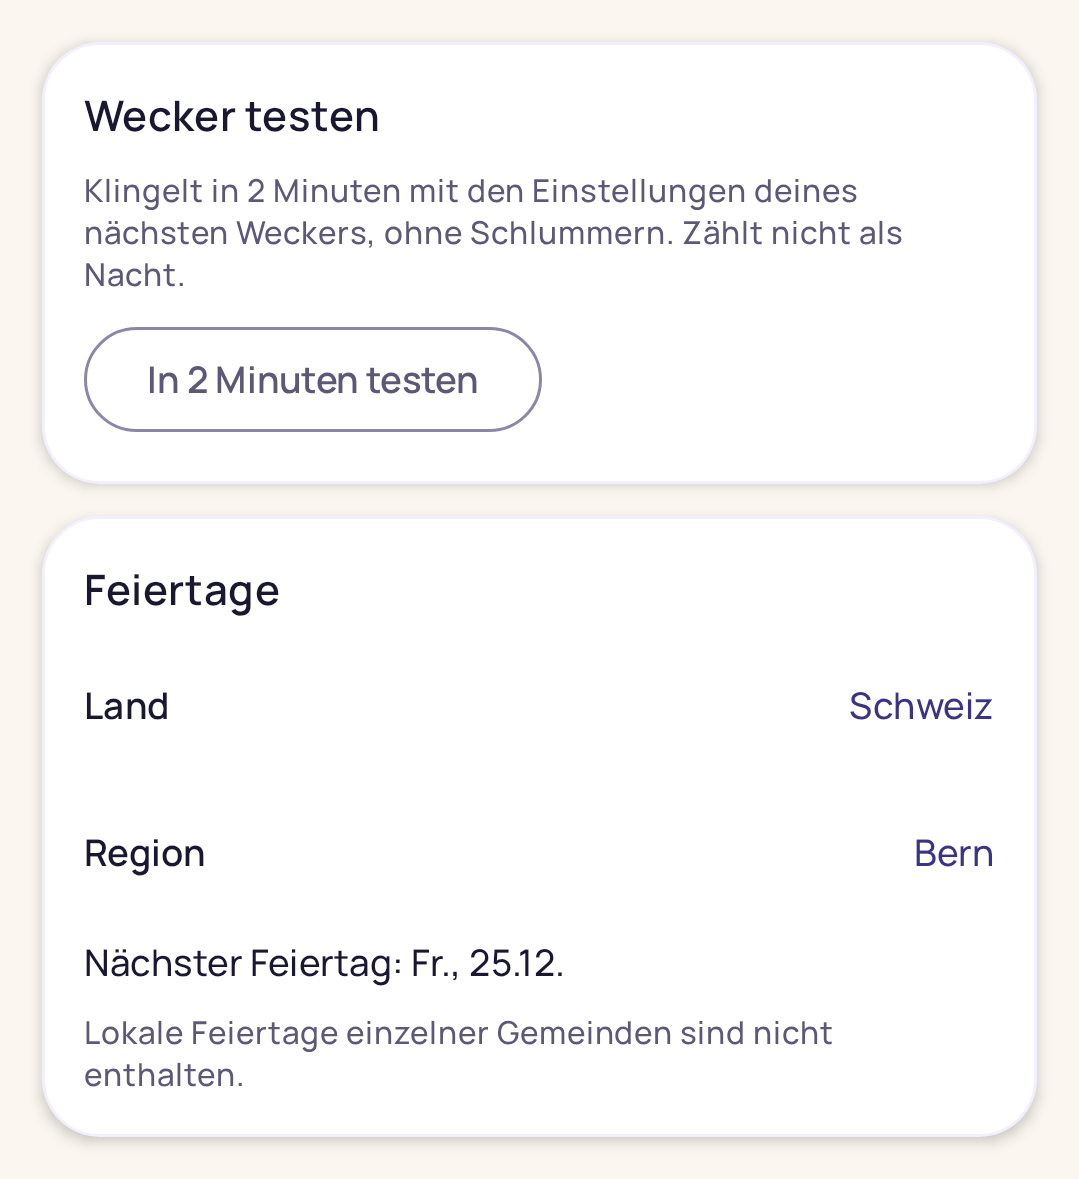 Wecker testen
Klingelt in 2 Minuten mit den Einstellungen deines
nächsten Weckers, ohne Schlummern. Zählt nicht als
Nacht.
In 2 Minuten testen
Feiertage
Land Schweiz
Region Bern
Nächster Feiertag: Fr., 25.12.
Lokale Feiertage einzelner Gemeinden sind nicht
enthalten.